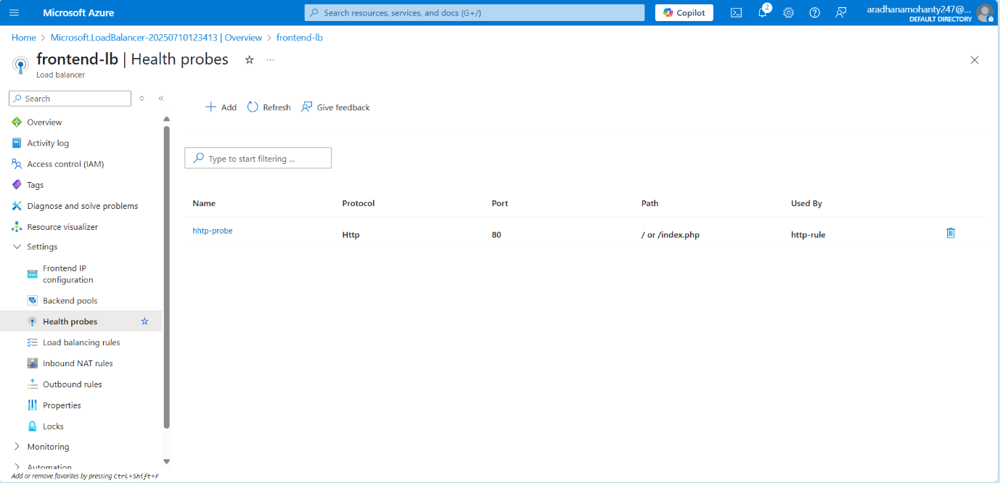 Microsoft Azure
Search resources, services, and docs (G+/)
Copilot
2
aradhanamohanty247@...
DEFAULT DIRECTORY
Home > Microsoft.LoadBalancer-20250710123413 | Overview > frontend-lb
frontend-lb | Health probes
Load balancer
Search
Overview
Activity log
Access control (IAM)
Tags
Diagnose and solve problems
Resource visualizer
Settings
Frontend IP
configuration
Backend pools
Health probes
Load balancing rules
Inbound NAT rules
Outbound rules
Properties
Locks
Monitoring
Automation
Add or remove favorites by pressing Ctrl+Shift+F
Add Refresh Give feedback
Type to start filtering ...
Name Protocol Port Path Used By
hhtp-probe Http 80 / or /index.php http-rule